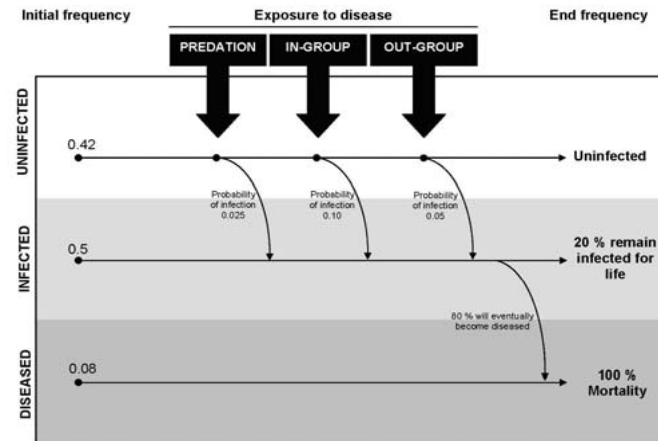 Initial frequency
Exposure to disease
End frequency
PREDATION
IN-GROUP
OUT-GROUP
UNINFECTED
0.42
Uninfected
Probability
of infection
0.025
Probability
of infection
0.10
Probability
of infection
0.05
INFECTED
0.5
20 % remain
infected for
life
80 % will eventually
become diseased
DISEASED
0.08
100 %
Mortality